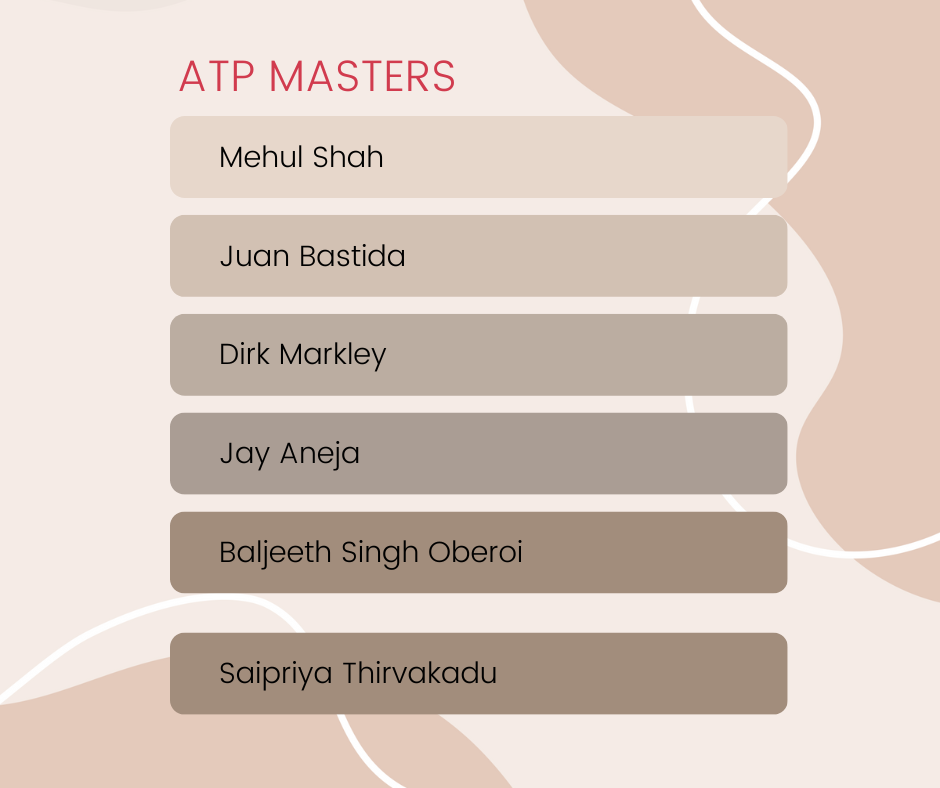 ATP MASTERS
Mehul Shah
Juan Bastida
Dirk Markley
Jay Aneja
Baljeeth Singh Oberoi
Saipriya Thirvakadu